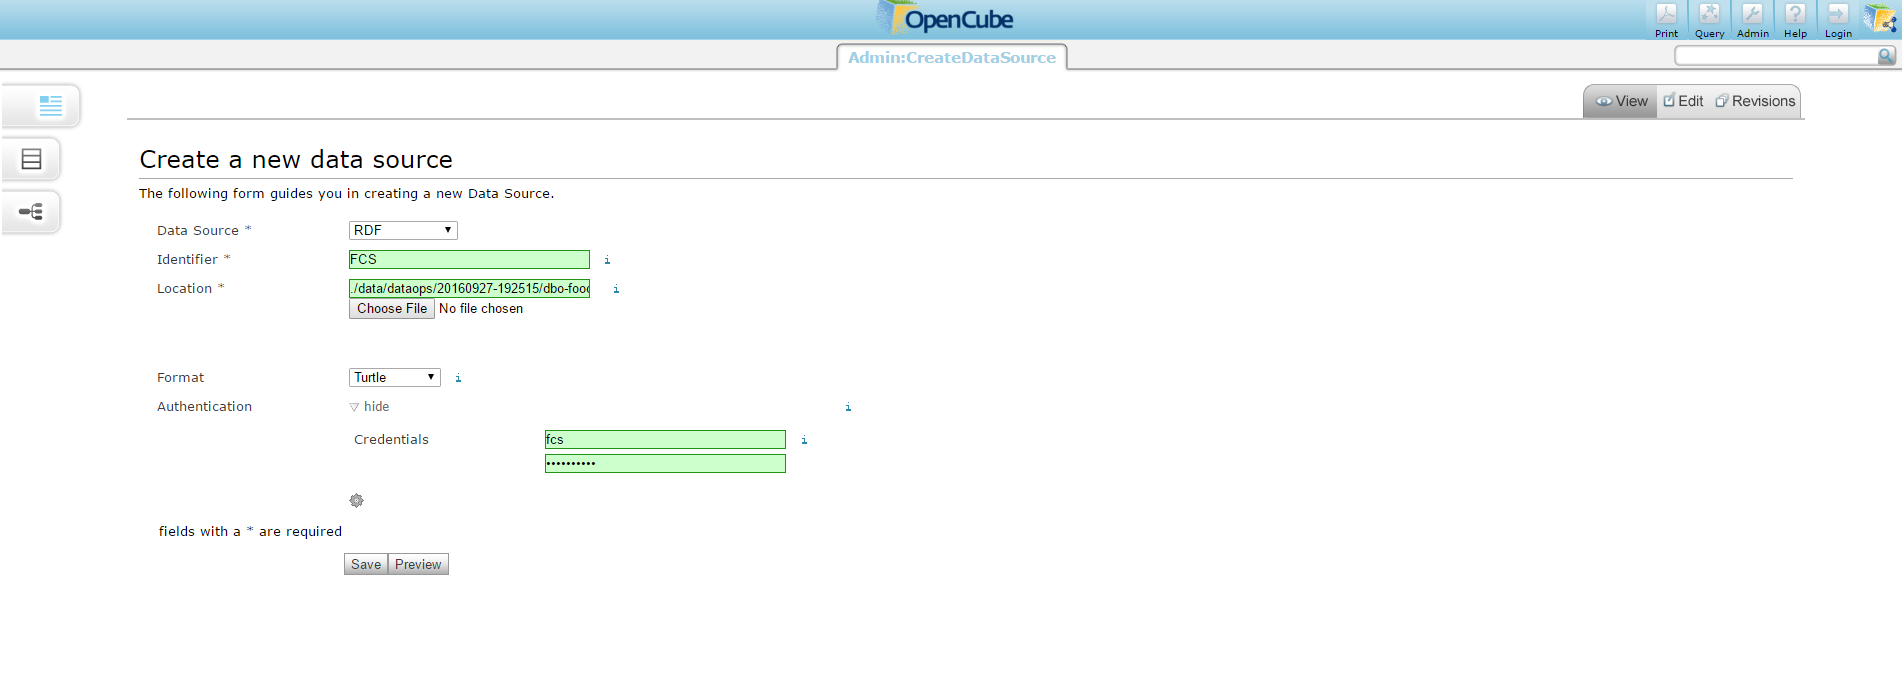 OpenCube
Print Query Admin Help Login
Admin:CreateDataSource
View Edit Revisions
Create a new data source
The following form guides you in creating a new Data Source.
Data Source * RDF
Identifier * FCS i
Location * ./data/dataops/20160927-192515/dbo-food i
Choose File No file chosen
Format Turtle i
Authentication hide i
Credentials fcs i
••••••••••
fields with a * are required
Save Preview